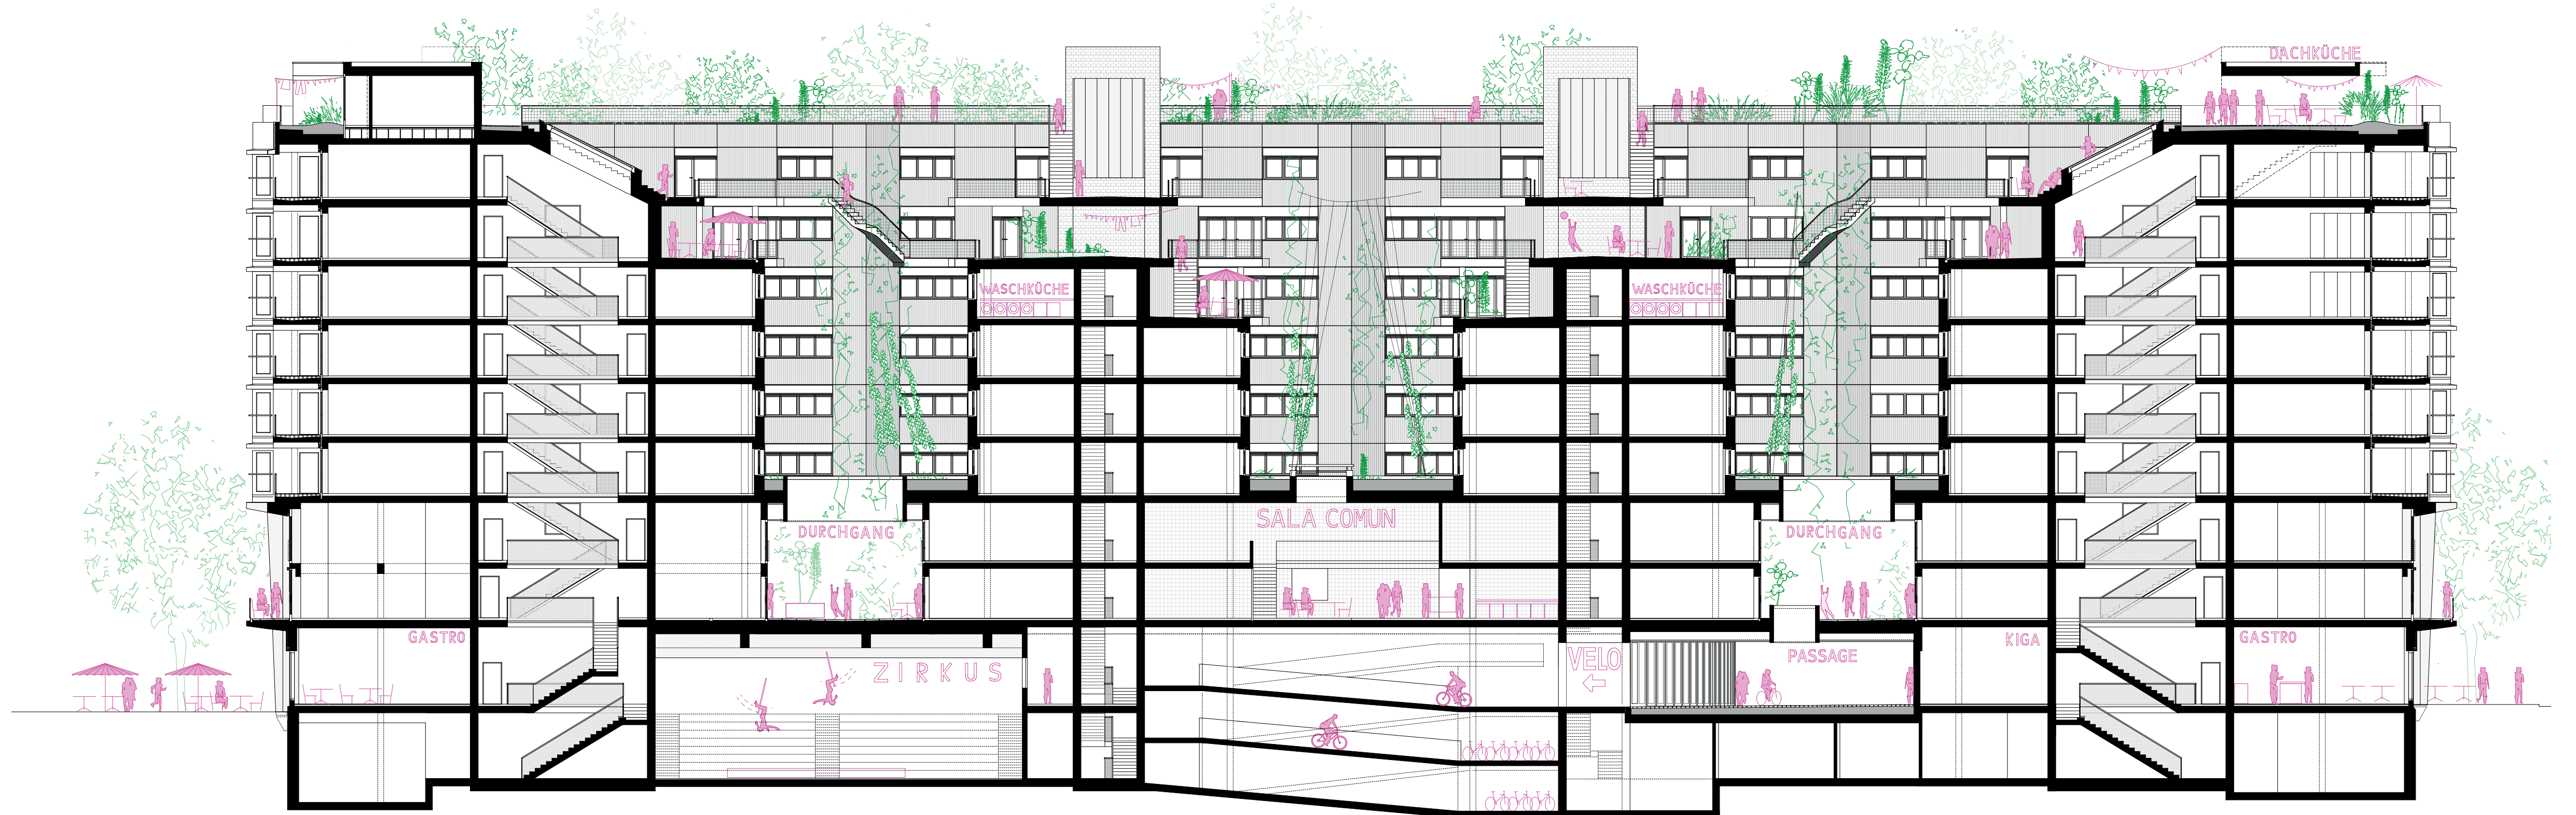 DACHKÜCHE
WASCHKÜCHE
WASCHKÜCHE
DURCHGANG
SALA COMUN
DURCHGANG
GASTRO
ZIRKUS
VELO
PASSAGE
KIGA
GASTRO